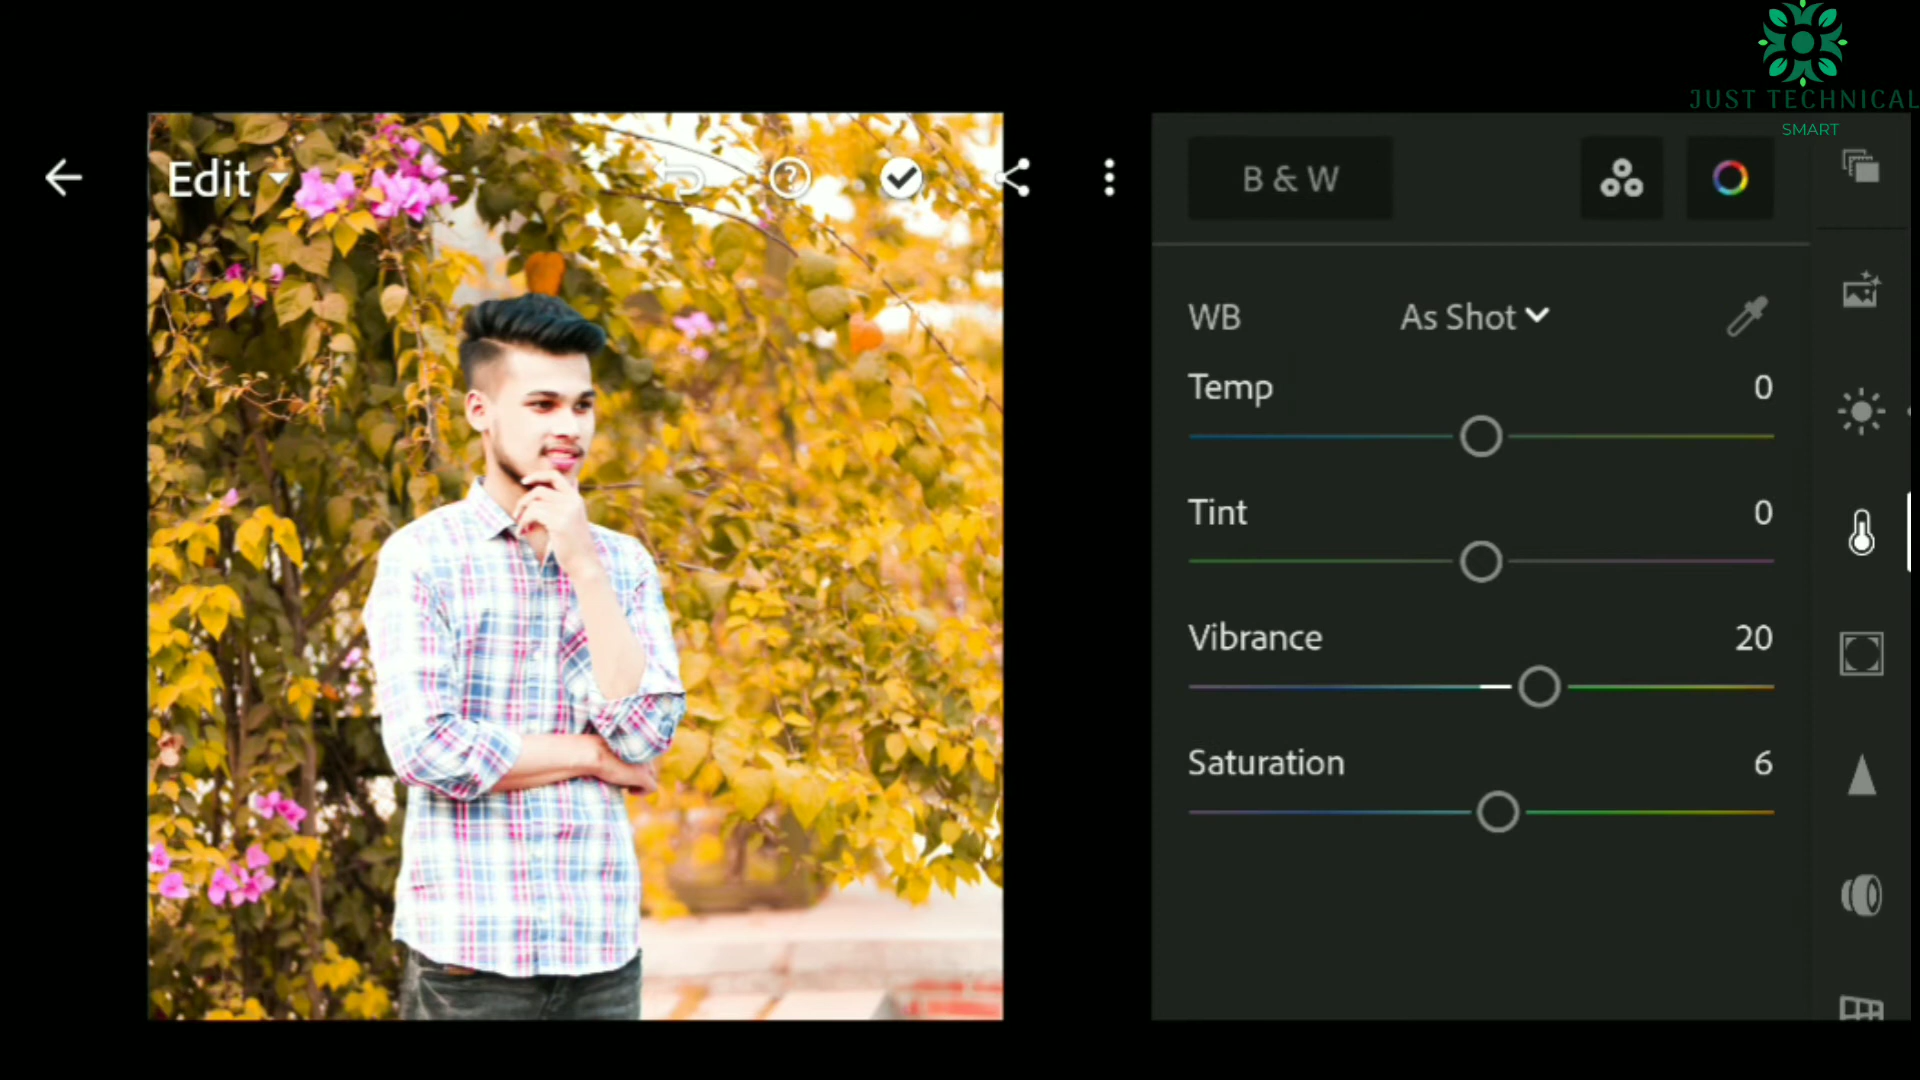 JUST TECHNICAL
SMART
Edit
B & W
WB As Shot
Temp 0
Tint 0
Vibrance 20
Saturation 6